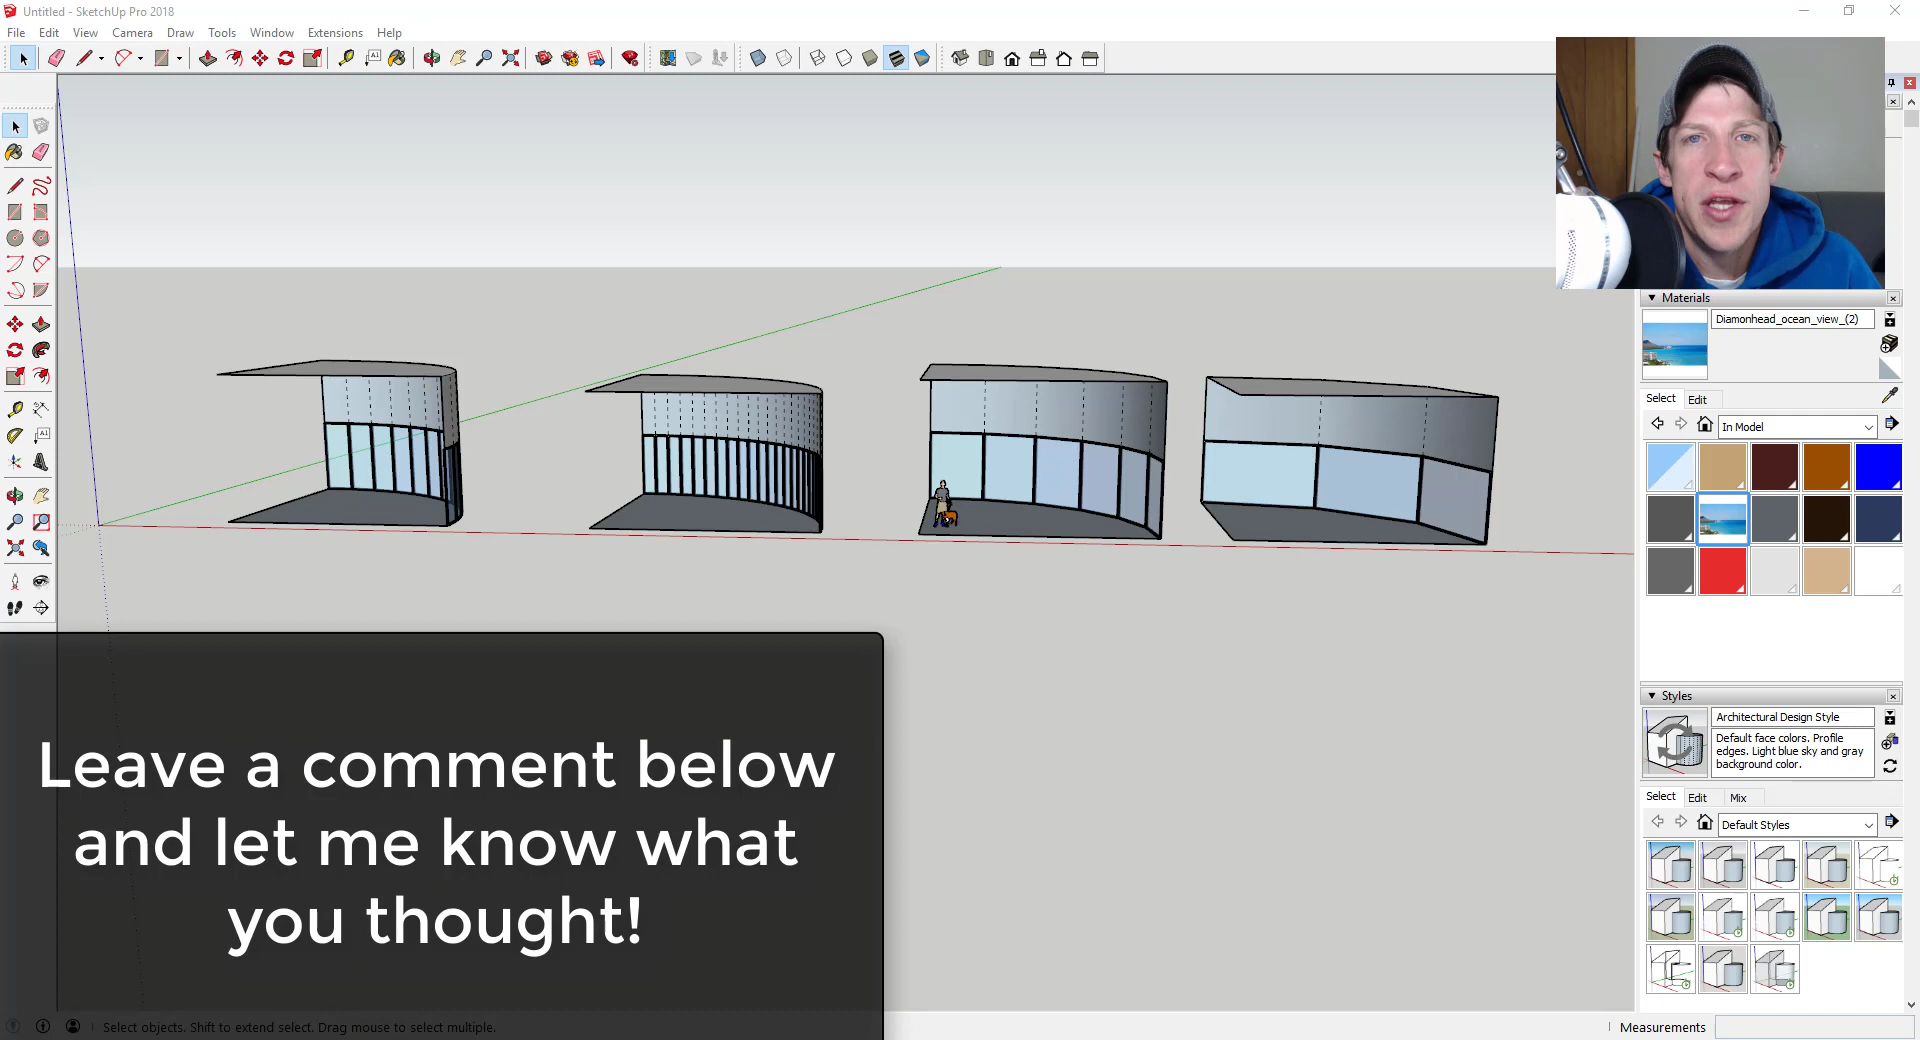 Untitled - SketchUp Pro 2018
File Edit View Camera Draw Tools Window Extensions Help
Materials
Diamonhead_ocean_view_(2)
Select Edit
In Model
Styles
Architectural Design Style
Default face colors. Profile
edges. Light blue sky and gray
background color.
Select Edit Mix
Default Styles
Leave a comment below
and let me know what
you thought!
Select objects. Shift to extend select. Drag mouse to select multiple.
Measurements